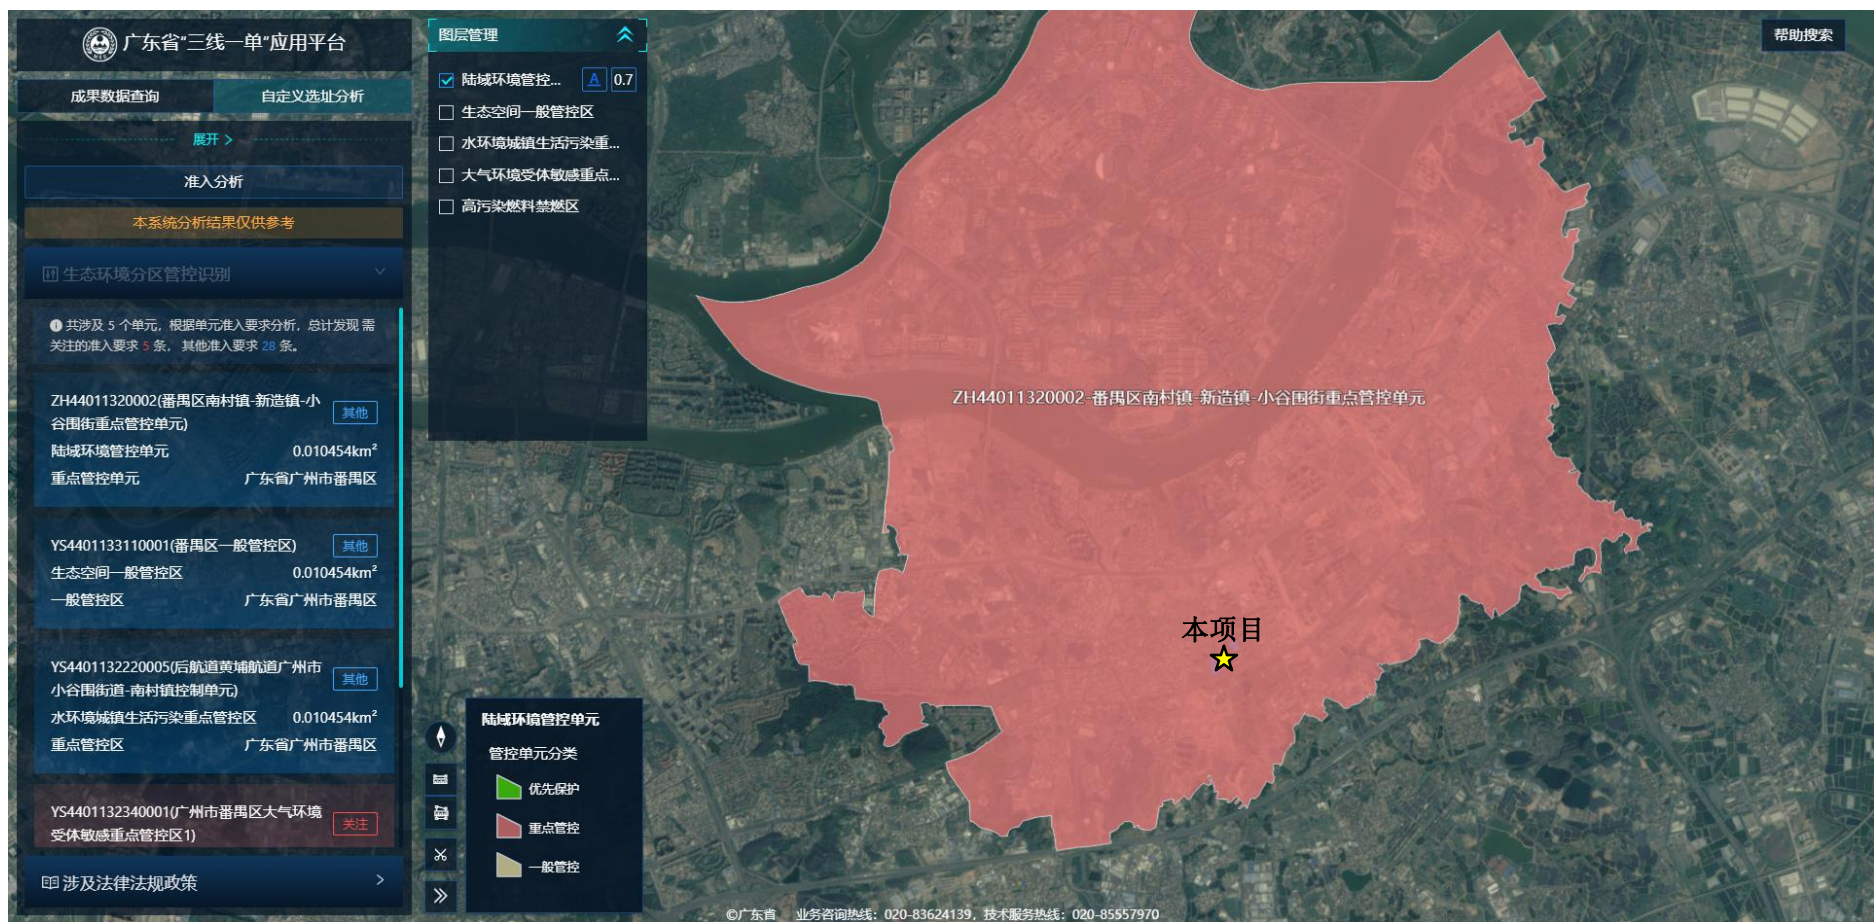 广东省“三线一单”应用平台
成果数据查询
自定义选址分析
展开 >
准入分析
本系统分析结果仅供参考
生态环境分区管控识别
共涉及 5 个单元，根据单元准入要求分析，总计发现 需
关注的准入要求 5 条， 其他准入要求 28 条。
ZH44011320002(番禺区南村镇-新造镇-小
谷围街重点管控单元)
其他
陆域环境管控单元 0.010454km²
重点管控单元 广东省广州市番禺区
YS4401133110001(番禺区一般管控区)
其他
生态空间一般管控区 0.010454km²
一般管控区 广东省广州市番禺区
YS4401132220005(后航道黄埔航道广州市
小谷围街道-南村镇控制单元)
其他
水环境城镇生活污染重点管控区 0.010454km²
重点管控区 广东省广州市番禺区
YS4401132340001(广州市番禺区大气环境
受体敏感重点管控区1)
关注
涉及法律法规政策 >
图层管理
陆域环境管控... A 0.7
生态空间一般管控区
水环境城镇生活污染重...
大气环境受体敏感重点...
高污染燃料禁燃区
陆域环境管控单元
管控单元分类
优先保护
重点管控
一般管控
帮助搜索
ZH44011320002-番禺区南村镇-新造镇-小谷围街重点管控单元
本项目
©广东省 业务咨询热线：020-83624139，技术服务热线：020-85557970